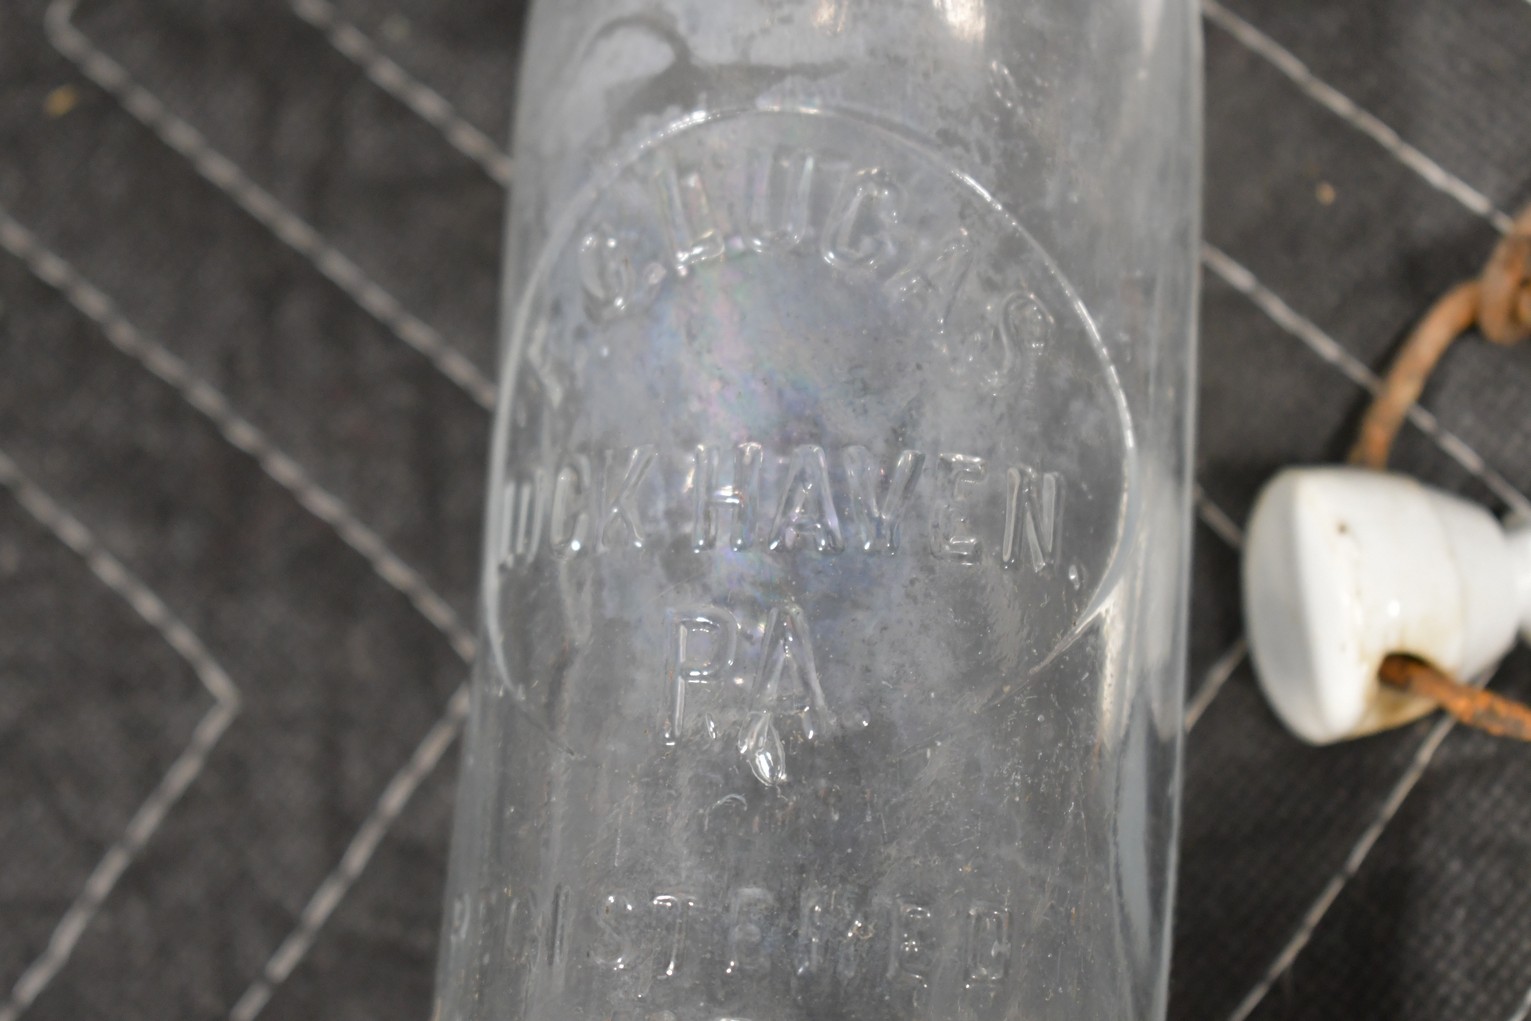 C. LUCAS
LOCK HAVEN,
PA.
REGISTERED